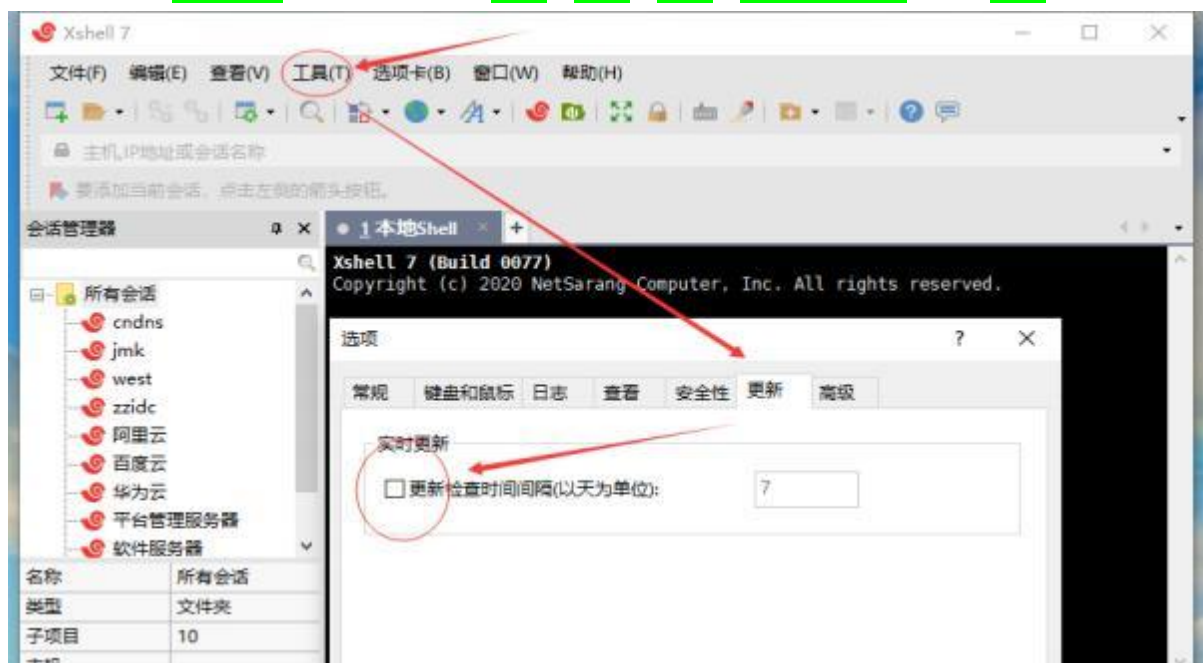 Xshell 7
文件(F) 编辑(E) 查看(V) 工具(T) 选项卡(B) 窗口(W) 帮助(H)
主机,IP地址或会话名称
要添加当前会话，点击左侧的箭头按钮。
会话管理器
1 本地Shell × +
Xshell 7 (Build 0077)
Copyright (c) 2020 NetSarang Computer, Inc. All rights reserved.
所有会话
cndns
jmk
west
zzidc
阿里云
百度云
华为云
平台管理服务器
软件服务器
选项 ? ×
常规 键盘和鼠标 日志 查看 安全性 更新 高级
实时更新
更新检查时间间隔(以天为单位): 7
名称 所有会话
类型 文件夹
子项目 10